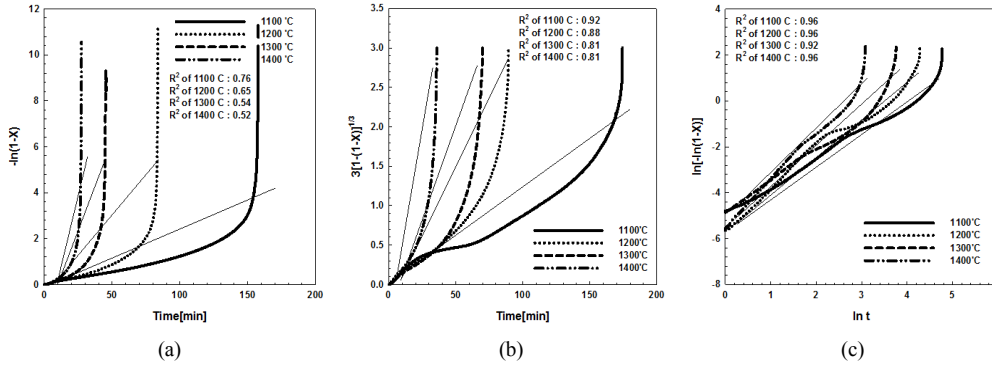 12
10
8
6
4
2
0
-ln(1-X)
1100 ℃
1200 ℃
1300 ℃
1400 ℃
R² of 1100 C : 0.76
R² of 1200 C : 0.65
R² of 1300 C : 0.54
R² of 1400 C : 0.52
0 50 100 150 200
Time[min]
(a)
3.5
3.0
2.5
2.0
1.5
1.0
0.5
0.0
3[1-(1-X]^1/3
R² of 1100 C : 0.92
R² of 1200 C : 0.88
R² of 1300 C : 0.81
R² of 1400 C : 0.81
1100℃
1200℃
1300℃
1400℃
0 50 100 150 200
Time[min]
(b)
4
2
0
-2
-4
-6
-8
ln[-ln(1-X)]
R² of 1100 C : 0.96
R² of 1200 C : 0.96
R² of 1300 C : 0.92
R² of 1400 C : 0.96
1100℃
1200℃
1300℃
1400℃
0 1 2 3 4 5
ln t
(c)